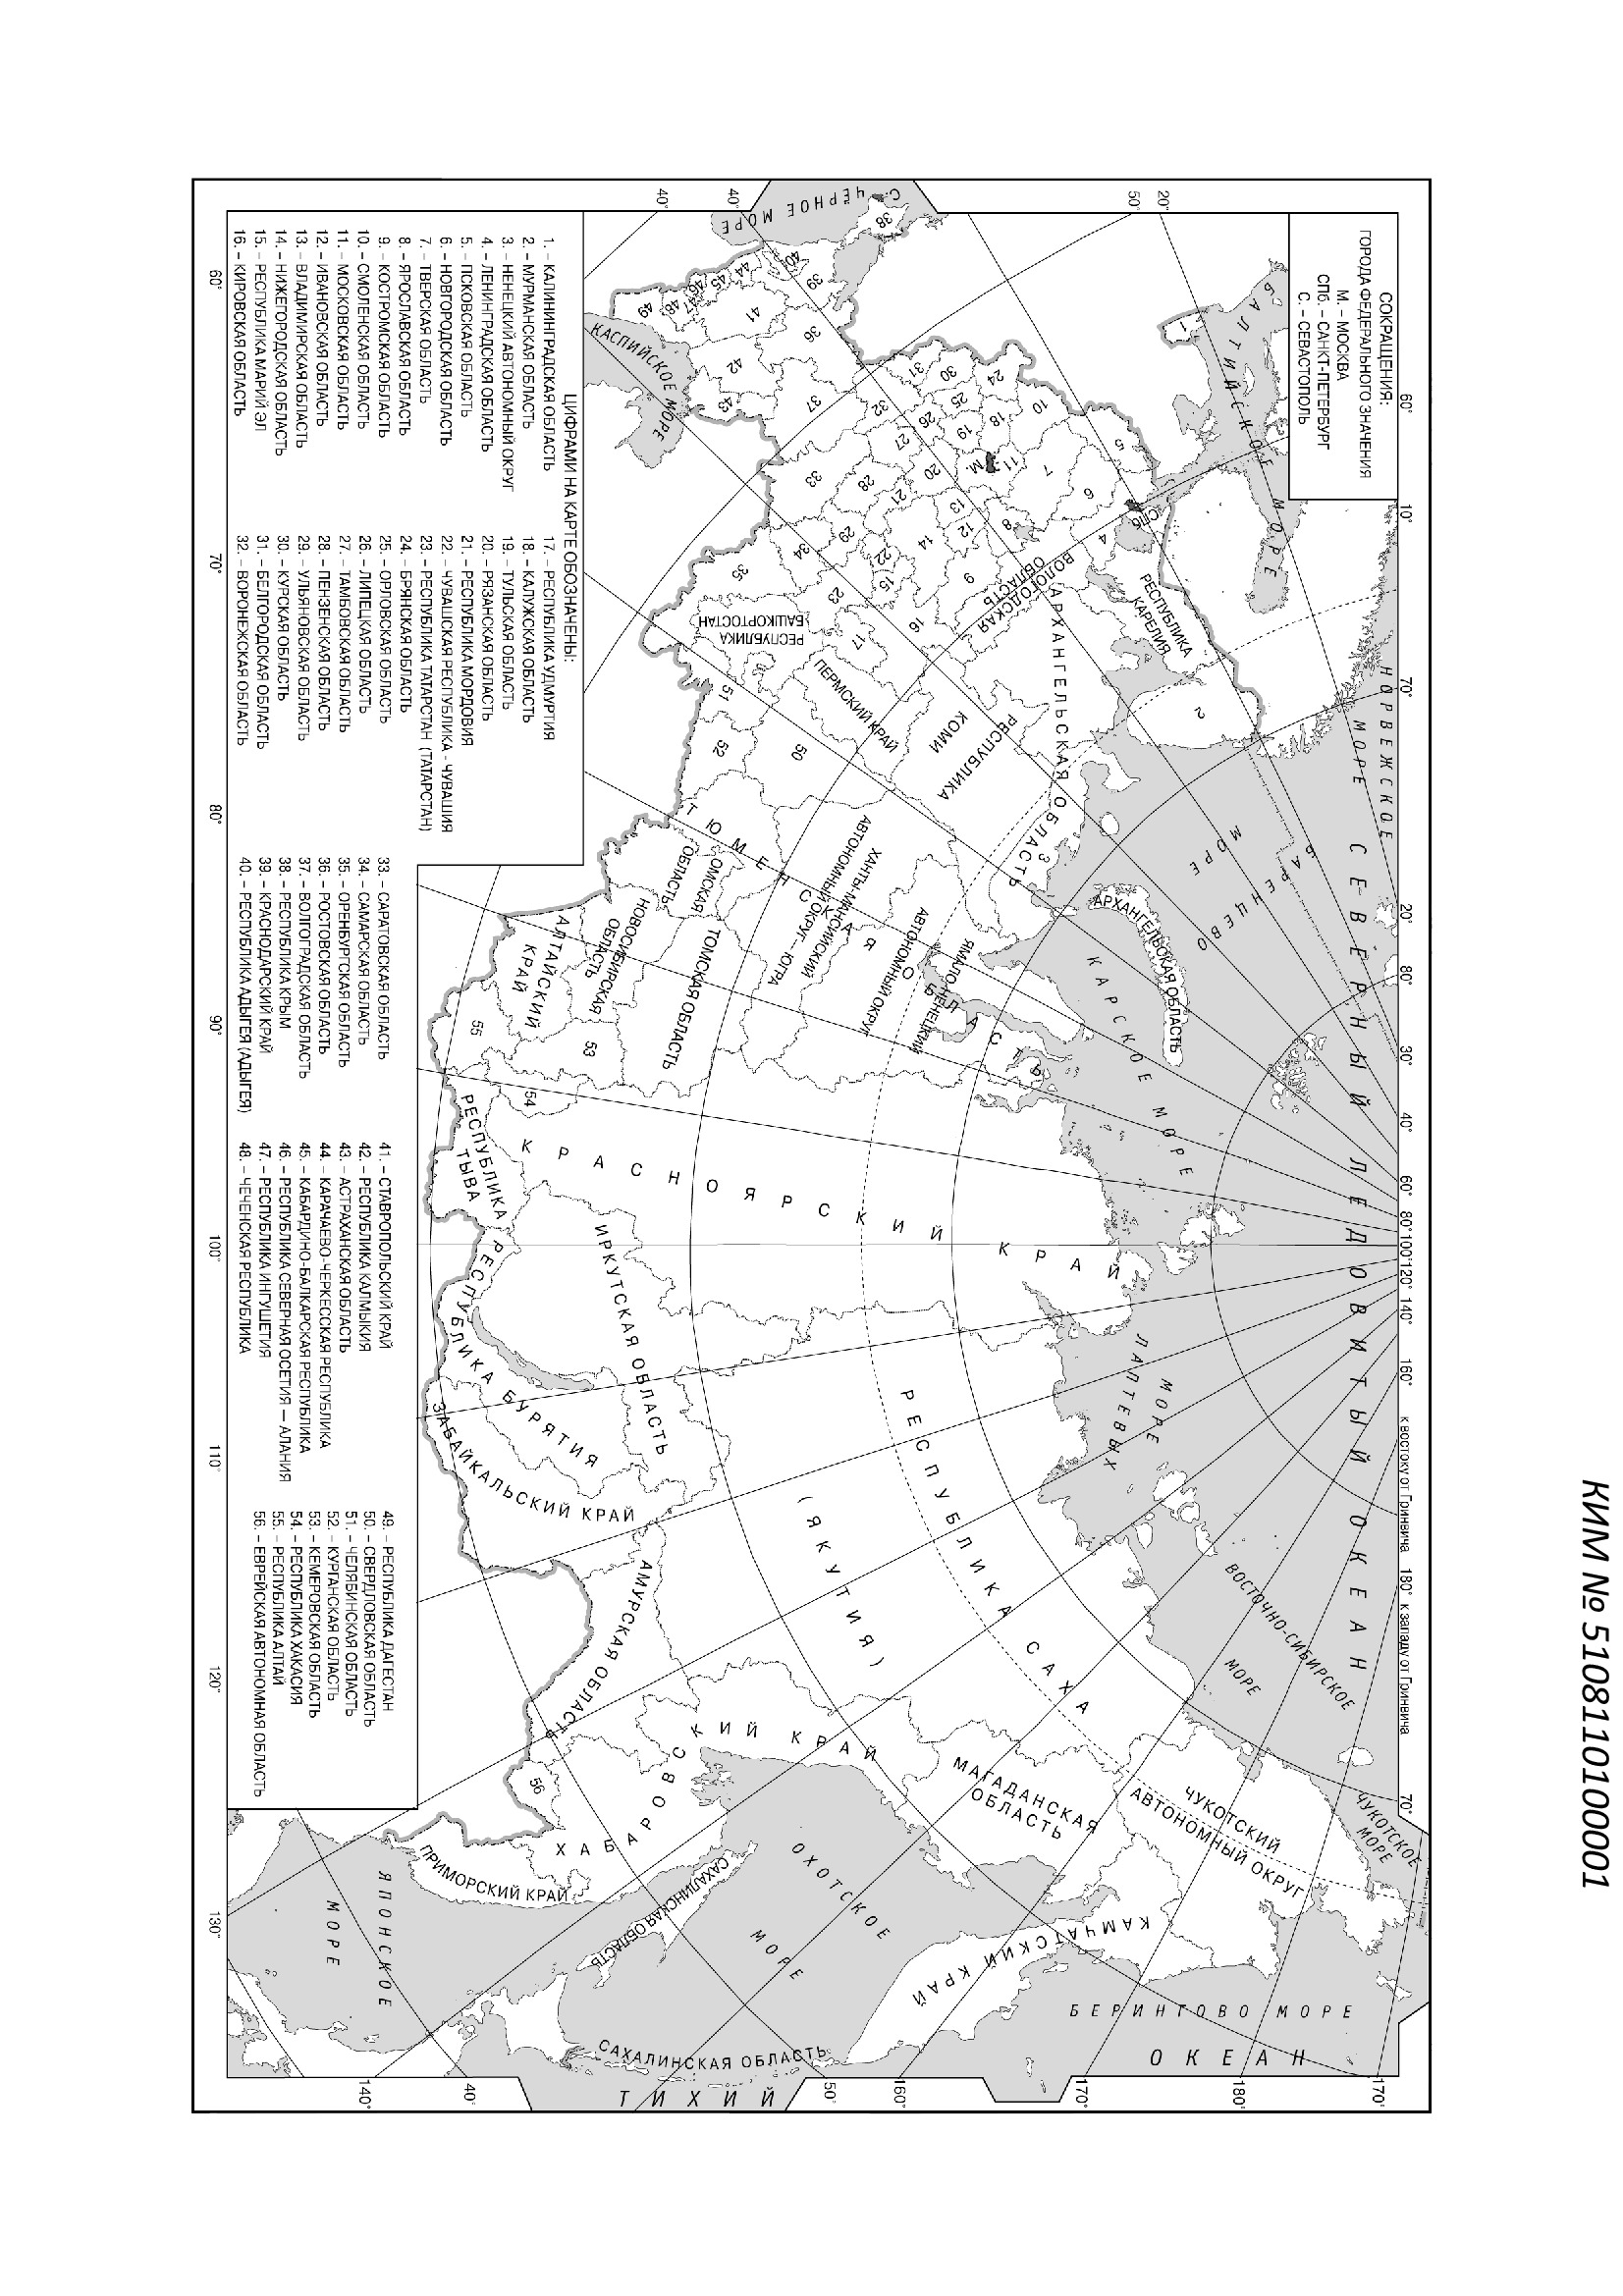 КИМ № 5108110100001
СОКРАЩЕНИЯ:
ГОРОДА ФЕДЕРАЛЬНОГО ЗНАЧЕНИЯ
М. – МОСКВА
СПб. – САНКТ-ПЕТЕРБУРГ
С. – СЕВАСТОПОЛЬ
20°
50°
40°
40°
10°
70°
20°
80°
30°
40°
60°
80°
100°
120°
140°
160°
к востоку от Гринвича
180°
к западу от Гринвича
70°
60°
НОРВЕЖСКОЕ
МОРЕ
СЕВЕРНЫЙ ЛЕДОВИТЫЙ ОКЕАН
БАЛТИЙСКОЕ МОРЕ
БАРЕНЦЕВО
МОРЕ
КАРСКОЕ МОРЕ
МОРЕ
ЛАПТЕВЫХ
ВОСТОЧНО-СИБИРСКОЕ
МОРЕ
ЧУКОТСКОЕ
МОРЕ
БЕРИНГОВО МОРЕ
ОКЕАН
ТИХИЙ
ОХОТСКОЕ
МОРЕ
ЯПОНСКОЕ
МОРЕ
С. ЧЁРНОЕ МОРЕ
КАСПИЙСКОЕ МОРЕ
РЕСПУБЛИКА
КАРЕЛИЯ
СПб
М.
ВОЛОГОДСКАЯ
ОБЛАСТЬ
АРХАНГЕЛЬСКАЯ ОБЛАСТЬ
АРХАНГЕЛЬСКАЯ ОБЛАСТЬ
РЕСПУБЛИКА
КОМИ
ПЕРМСКИЙ КРАЙ
РЕСПУБЛИКА
БАШКОРТОСТАН
ТЮМЕНСКАЯ ОБЛАСТЬ
ЯМАЛО-НЕНЕЦКИЙ
АВТОНОМНЫЙ ОКРУГ
ХАНТЫ-МАНСИЙСКИЙ
АВТОНОМНЫЙ ОКРУГ – ЮГРА
ОМСКАЯ
ОБЛАСТЬ
ТОМСКАЯ ОБЛАСТЬ
НОВОСИБИРСКАЯ
ОБЛАСТЬ
АЛТАЙСКИЙ
КРАЙ
КРАСНОЯРСКИЙ КРАЙ
РЕСПУБЛИКА
ТЫВА
ИРКУТСКАЯ ОБЛАСТЬ
РЕСПУБЛИКА БУРЯТИЯ
ЗАБАЙКАЛЬСКИЙ КРАЙ
РЕСПУБЛИКА САХА
(ЯКУТИЯ)
АМУРСКАЯ ОБЛАСТЬ
ХАБАРОВСКИЙ КРАЙ
ПРИМОРСКИЙ КРАЙ
САХАЛИНСКАЯ ОБЛАСТЬ
САХАЛИНСКАЯ ОБЛАСТЬ
МАГАДАНСКАЯ
ОБЛАСТЬ
ЧУКОТСКИЙ
АВТОНОМНЫЙ ОКРУГ
КАМЧАТСКИЙ КРАЙ
1
2
3
4
5
6
7
8
9
10
11
12
13
14
15
16
17
18
19
20
21
22
23
24
25
26
27
28
29
30
31
32
33
34
35
36
37
38
39
40
41
42
43
44
45
46
47
48
49
50
51
52
53
54
55
56
ЦИФРАМИ НА КАРТЕ ОБОЗНАЧЕНЫ:
1. – КАЛИНИНГРАДСКАЯ ОБЛАСТЬ
2. – МУРМАНСКАЯ ОБЛАСТЬ
3. – НЕНЕЦКИЙ АВТОНОМНЫЙ ОКРУГ
4. – ЛЕНИНГРАДСКАЯ ОБЛАСТЬ
5. – ПСКОВСКАЯ ОБЛАСТЬ
6. – НОВГОРОДСКАЯ ОБЛАСТЬ
7. – ТВЕРСКАЯ ОБЛАСТЬ
8. – ЯРОСЛАВСКАЯ ОБЛАСТЬ
9. – КОСТРОМСКАЯ ОБЛАСТЬ
10. – СМОЛЕНСКАЯ ОБЛАСТЬ
11. – МОСКОВСКАЯ ОБЛАСТЬ
12. – ИВАНОВСКАЯ ОБЛАСТЬ
13. – ВЛАДИМИРСКАЯ ОБЛАСТЬ
14. – НИЖЕГОРОДСКАЯ ОБЛАСТЬ
15. – РЕСПУБЛИКА МАРИЙ ЭЛ
16. – КИРОВСКАЯ ОБЛАСТЬ
17. – РЕСПУБЛИКА УДМУРТИЯ
18. – КАЛУЖСКАЯ ОБЛАСТЬ
19. – ТУЛЬСКАЯ ОБЛАСТЬ
20. – РЯЗАНСКАЯ ОБЛАСТЬ
21. – РЕСПУБЛИКА МОРДОВИЯ
22. – ЧУВАШСКАЯ РЕСПУБЛИКА - ЧУВАШИЯ
23. – РЕСПУБЛИКА ТАТАРСТАН (ТАТАРСТАН)
24. – БРЯНСКАЯ ОБЛАСТЬ
25. – ОРЛОВСКАЯ ОБЛАСТЬ
26. – ЛИПЕЦКАЯ ОБЛАСТЬ
27. – ТАМБОВСКАЯ ОБЛАСТЬ
28. – ПЕНЗЕНСКАЯ ОБЛАСТЬ
29. – УЛЬЯНОВСКАЯ ОБЛАСТЬ
30. – КУРСКАЯ ОБЛАСТЬ
31. – БЕЛГОРОДСКАЯ ОБЛАСТЬ
32. – ВОРОНЕЖСКАЯ ОБЛАСТЬ
33. – САРАТОВСКАЯ ОБЛАСТЬ
34. – САМАРСКАЯ ОБЛАСТЬ
35. – ОРЕНБУРГСКАЯ ОБЛАСТЬ
36. – РОСТОВСКАЯ ОБЛАСТЬ
37. – ВОЛГОГРАДСКАЯ ОБЛАСТЬ
38. – РЕСПУБЛИКА КРЫМ
39. – КРАСНОДАРСКИЙ КРАЙ
40. – РЕСПУБЛИКА АДЫГЕЯ (АДЫГЕЯ)
41. – СТАВРОПОЛЬСКИЙ КРАЙ
42. – РЕСПУБЛИКА КАЛМЫКИЯ
43. – АСТРАХАНСКАЯ ОБЛАСТЬ
44. – КАРАЧАЕВО-ЧЕРКЕССКАЯ РЕСПУБЛИКА
45. – КАБАРДИНО-БАЛКАРСКАЯ РЕСПУБЛИКА
46. – РЕСПУБЛИКА СЕВЕРНАЯ ОСЕТИЯ — АЛАНИЯ
47. – РЕСПУБЛИКА ИНГУШЕТИЯ
48. – ЧЕЧЕНСКАЯ РЕСПУБЛИКА
49. – РЕСПУБЛИКА ДАГЕСТАН
50. – СВЕРДЛОВСКАЯ ОБЛАСТЬ
51. – ЧЕЛЯБИНСКАЯ ОБЛАСТЬ
52. – КУРГАНСКАЯ ОБЛАСТЬ
53. – КЕМЕРОВСКАЯ ОБЛАСТЬ
54. – РЕСПУБЛИКА ХАКАСИЯ
55. – РЕСПУБЛИКА АЛТАЙ
56. – ЕВРЕЙСКАЯ АВТОНОМНАЯ ОБЛАСТЬ
60°
70°
80°
90°
100°
110°
120°
130°
140°
40°
50°
160°
170°
180°
170°